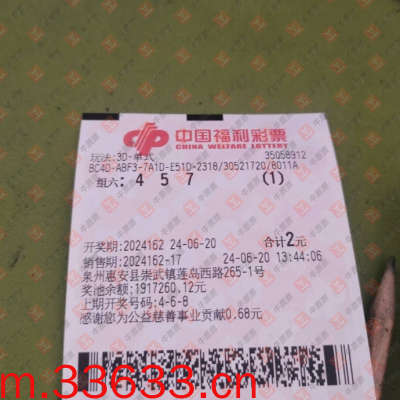 中国福利彩票
CHINA WELFARE LOTTERY
玩法:3D-单式 35058912
BC4D-ABF3-7A1D-E51D-2318/30521720/8011A
组六: 4 5 7 (1)
开奖期:2024162 24-06-20 合计2元
销售期:2024162-17 24-06-20 13:44:06
泉州惠安县崇武镇莲岛西路265-1号
奖池余额:1917260.12元
上期开奖号码:4-6-8
感谢您为公益慈善事业贡献0.68元
m.33633.cn